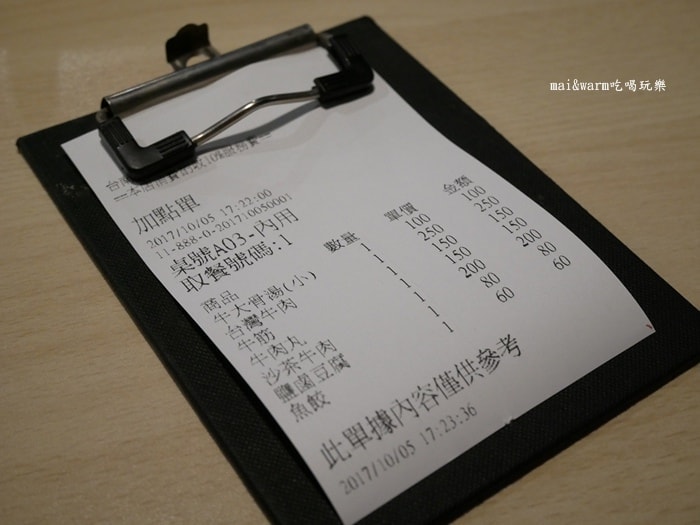 mai&warm吃喝玩樂
加點單
2017/10/05 17:22:00
11-888-0-201710050001
桌號A03-內用
取餐號碼:1
商品 數量 單價 金額
牛大骨湯(小) 1 100 100
台灣牛肉 1 250 250
牛筋 1 150 150
牛肉丸 1 150 150
沙茶牛肉 1 200 200
鹽滷豆腐 1 80 80
魚餃 1 60 60
此單據內容僅供參考
2017/10/05 17:23:36